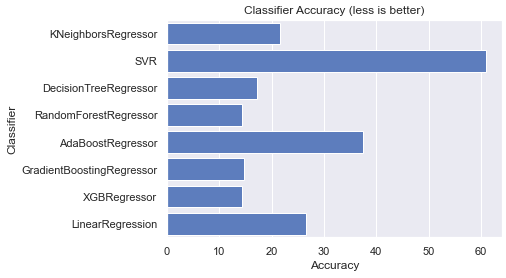 Classifier Accuracy (less is better)
KNeighborsRegressor
SVR
DecisionTreeRegressor
RandomForestRegressor
AdaBoostRegressor
GradientBoostingRegressor
XGBRegressor
LinearRegression
Classifier
0 10 20 30 40 50 60
Accuracy